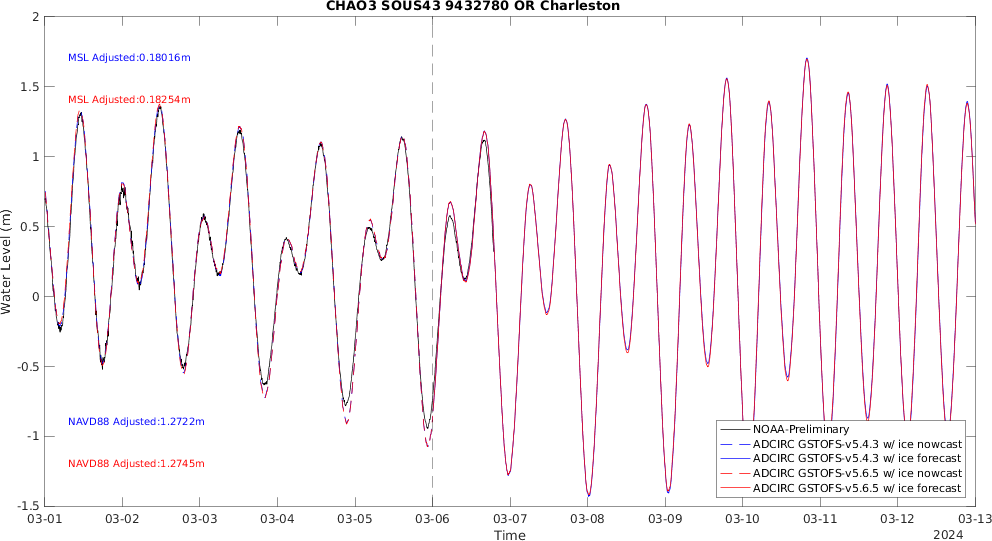 CHAO3 SOUS43 9432780 OR Charleston
2
1.5
1
0.5
0
-0.5
-1
-1.5
Water Level (m)
MSL Adjusted:0.18016m
MSL Adjusted:0.18254m
NAVD88 Adjusted:1.2722m
NAVD88 Adjusted:1.2745m
NOAA-Preliminary
ADCIRC GSTOFS-v5.4.3 w/ ice nowcast
ADCIRC GSTOFS-v5.4.3 w/ ice forecast
ADCIRC GSTOFS-v5.6.5 w/ ice nowcast
ADCIRC GSTOFS-v5.6.5 w/ ice forecast
03-01 03-02 03-03 03-04 03-05 03-06 03-07 03-08 03-09 03-10 03-11 03-12 03-13
Time
2024